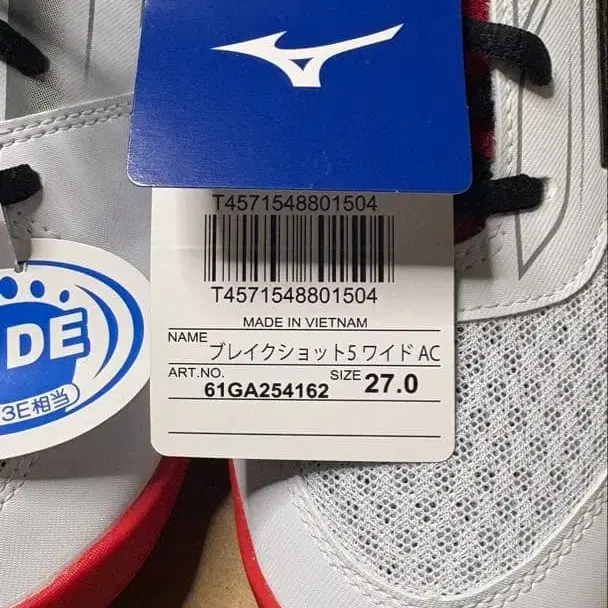 T4571548801504
T4571548801504
MADE IN VIETNAM
NAME ブレイクショット5 ワイド AC
ART.NO. 61GA254162 SIZE 27.0
DE
3E相当